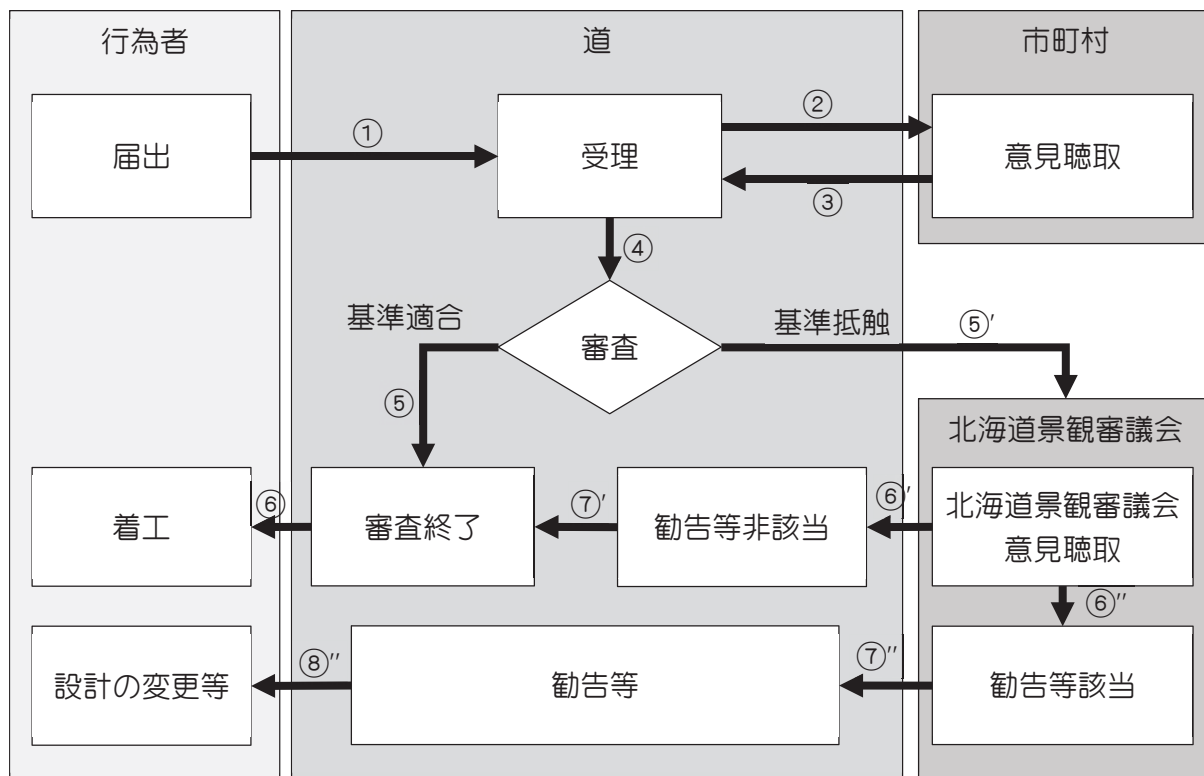 行為者
道
市町村
届出
①
受理
②
意見聴取
③
④
基準適合
審査
基準抵触
⑤′
⑤
北海道景観審議会
着工
⑥
審査終了
⑦′
勧告等非該当
⑥′
北海道景観審議会
意見聴取
⑥″
設計の変更等
⑧″
勧告等
⑦″
勧告等該当